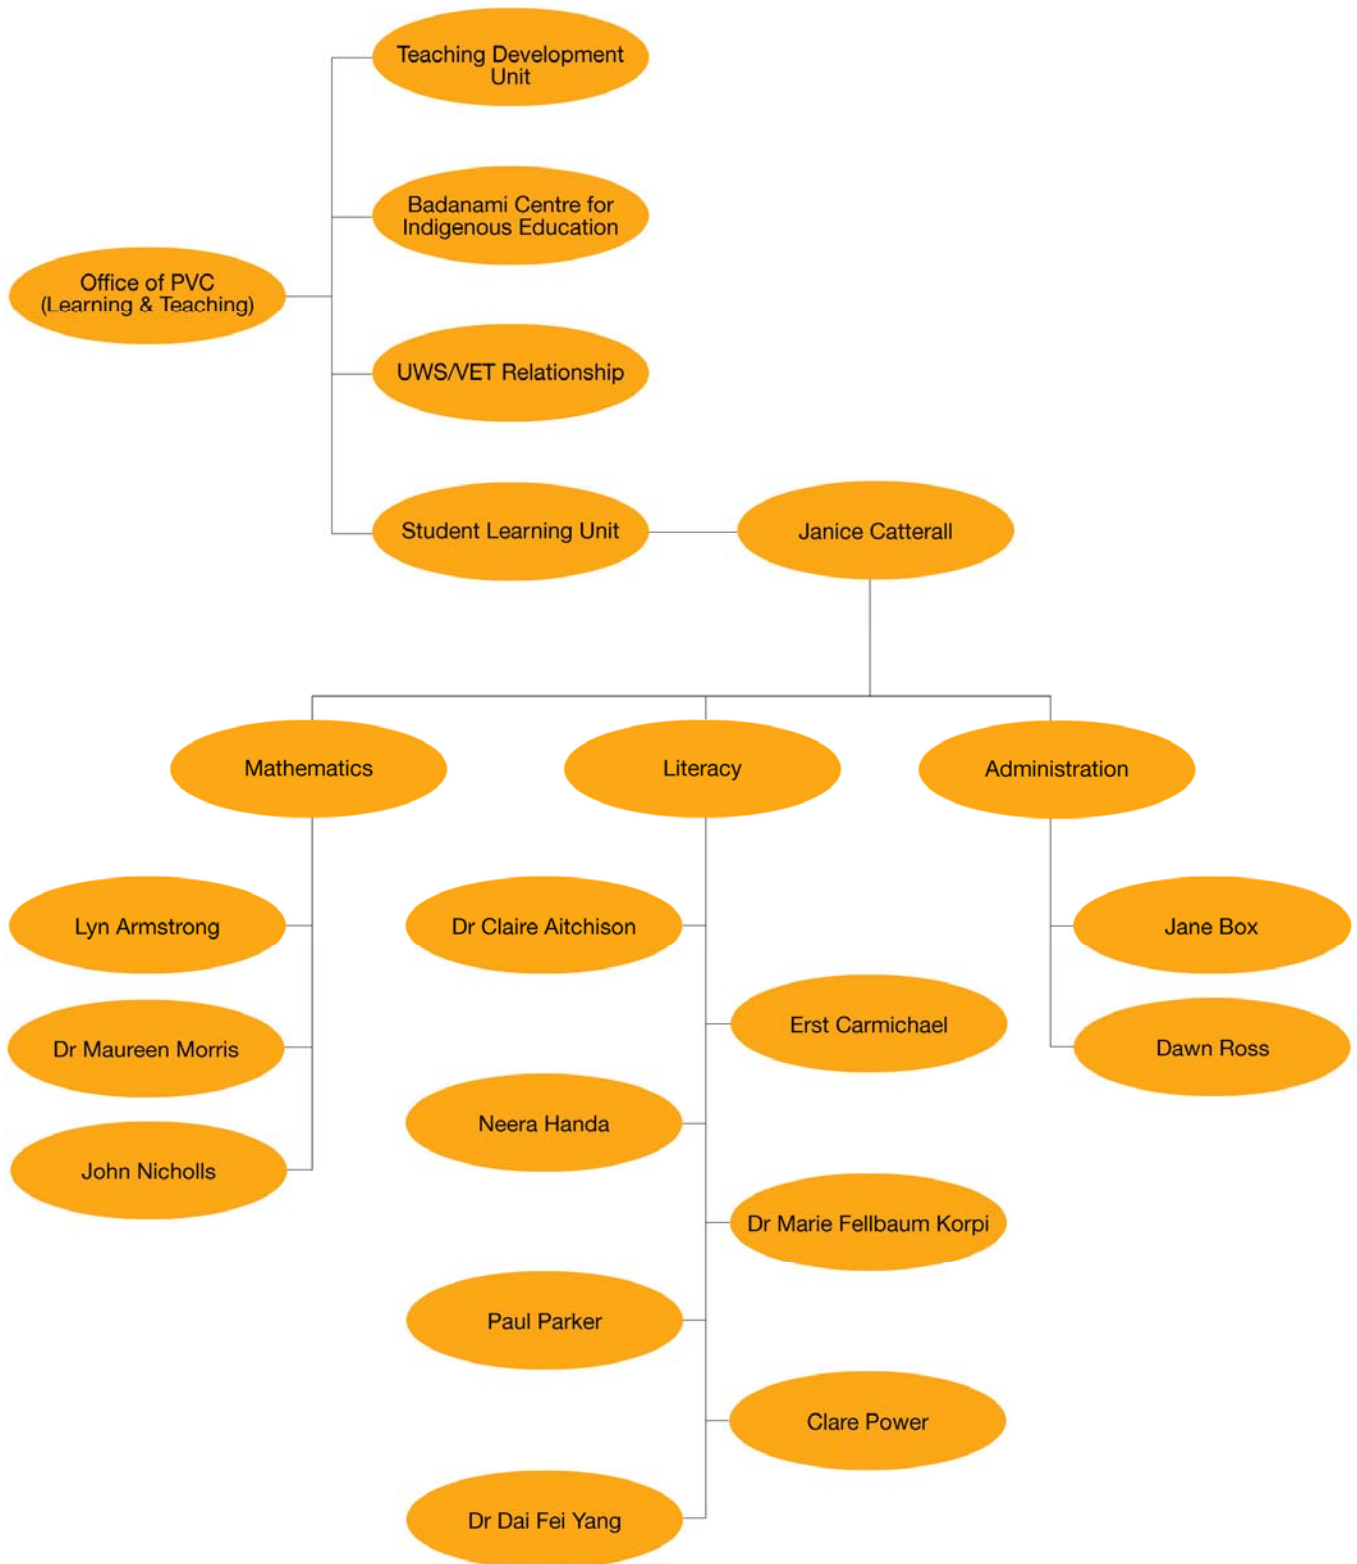 Teaching Development
Unit
Badanami Centre for
Indigenous Education
Office of PVC
(Learning & Teaching)
UWS/VET Relationship
Student Learning Unit
Janice Catterall
Mathematics
Literacy
Administration
Lyn Armstrong
Dr Claire Aitchison
Jane Box
Erst Carmichael
Dr Maureen Morris
Dawn Ross
Neera Handa
John Nicholls
Dr Marie Fellbaum Korpi
Paul Parker
Clare Power
Dr Dai Fei Yang